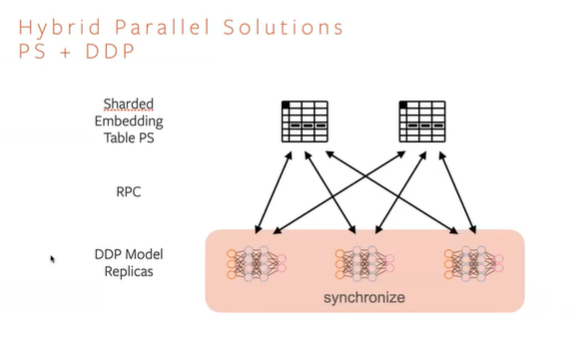 Hybrid Parallel Solutions
PS + DDP
Sharded
Embedding
Table PS
RPC
DDP Model
Replicas
synchronize